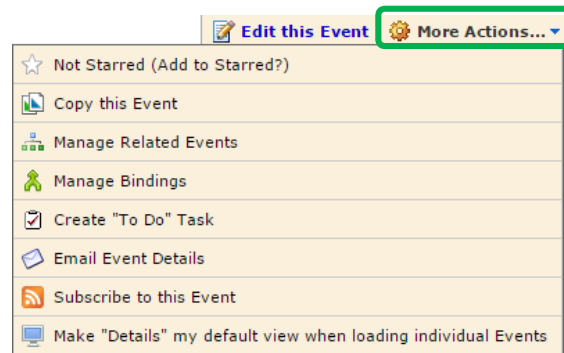 Edit this Event More Actions...
Not Starred (Add to Starred?)
Copy this Event
Manage Related Events
Manage Bindings
Create "To Do" Task
Email Event Details
Subscribe to this Event
Make "Details" my default view when loading individual Events